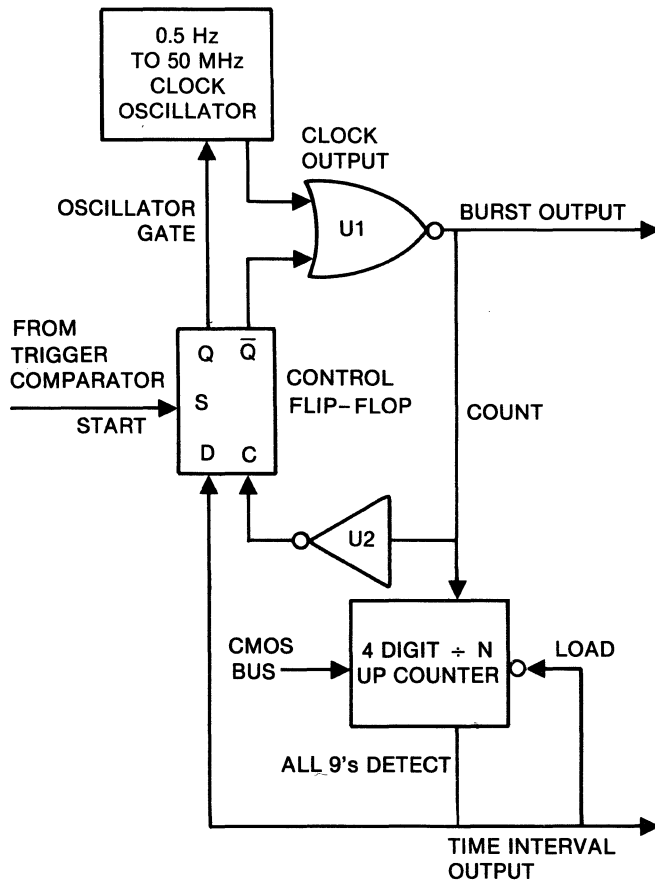 0.5 Hz
TO 50 MHz
CLOCK
OSCILLATOR
CLOCK
OUTPUT
OSCILLATOR
GATE
U1
BURST OUTPUT
FROM
TRIGGER
COMPARATOR
START
Q Q̅
S
D C
CONTROL
FLIP-FLOP
COUNT
U2
CMOS
BUS
4 DIGIT ÷ N
UP COUNTER
LOAD
ALL 9's DETECT
TIME INTERVAL
OUTPUT